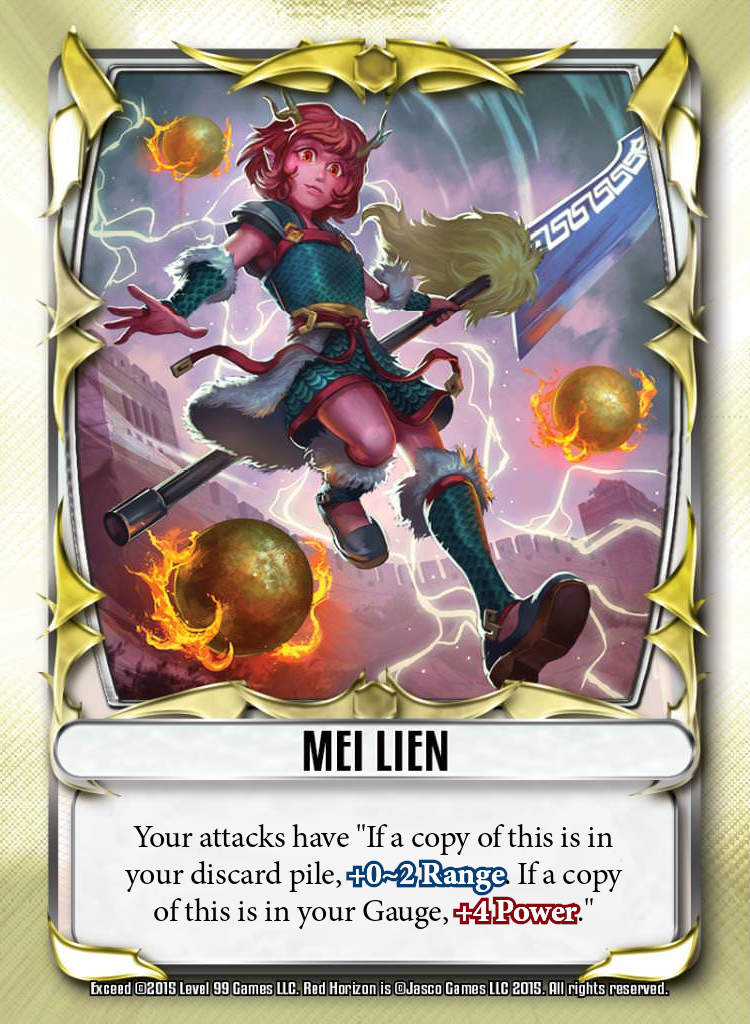 MEI LIEN
Your attacks have "If a copy of this is in
your discard pile, +0~2 Range. If a copy
of this is in your Gauge, +4 Power."
Exceed ©2015 Level 99 Games LLC. Red Horizon is ©Jasco Games LLC 2015. All rights reserved.